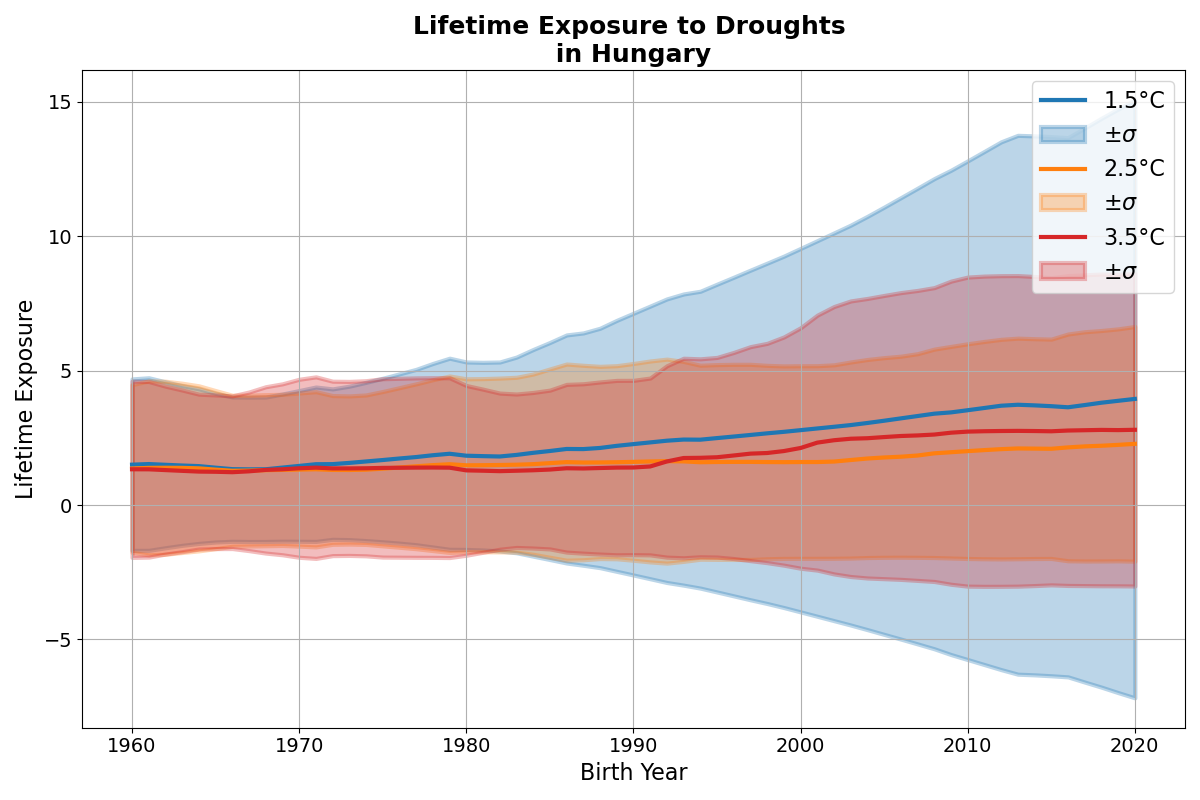 Lifetime Exposure to Droughts
in Hungary
15
10
5
0
−5
Lifetime Exposure
1960
1970
1980
1990
2000
2010
2020
Birth Year
1.5°C
±σ
2.5°C
±σ
3.5°C
±σ